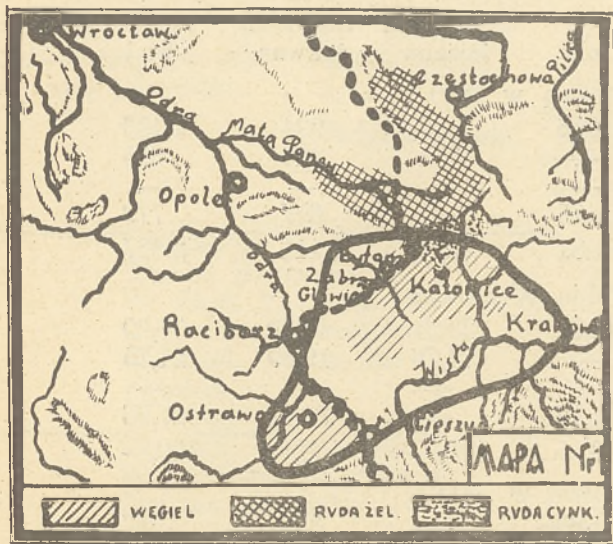 Wrocław
Częstochowa
Pilica
Odra
Mała Panew
Opole
Odra
Bytom
Zabrze
Gliwice
Katowice
Racibórz
Kraków
Wisła
Ostrawa
Cieszyn
MAPA Nr
WĘGIEL
RUDA ŻEL.
RUDA CYNK.